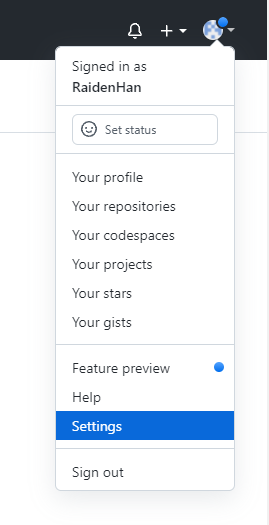 Signed in as
RaidenHan
Set status
Your profile
Your repositories
Your codespaces
Your projects
Your stars
Your gists
Feature preview
Help
Settings
Sign out